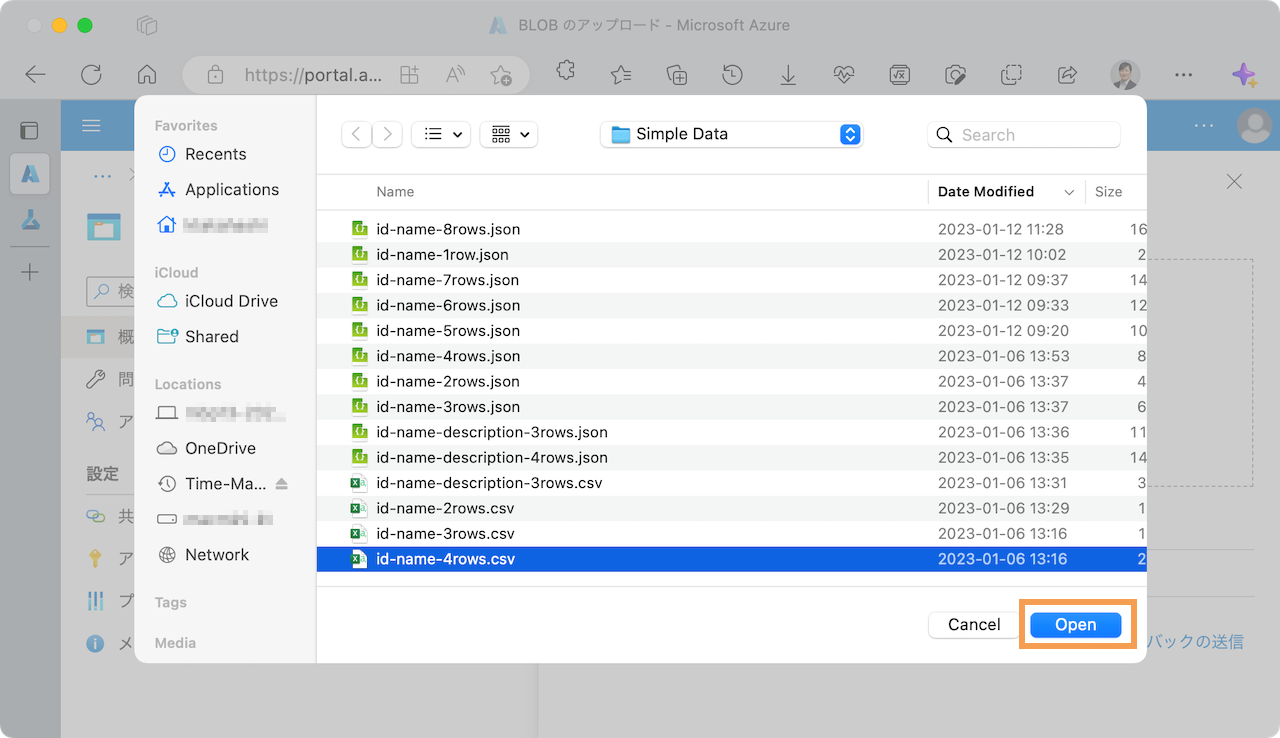 BLOB のアップロード - Microsoft Azure
https://portal.a...
Favorites
Recents
Applications
iCloud
iCloud Drive
Shared
Locations
OneDrive
Time-Ma...
Network
Tags
Media
Simple Data
Search
Name Date Modified Size
id-name-8rows.json 2023-01-12 11:28 16
id-name-1row.json 2023-01-12 10:02 2
id-name-7rows.json 2023-01-12 09:37 14
id-name-6rows.json 2023-01-12 09:33 12
id-name-5rows.json 2023-01-12 09:20 10
id-name-4rows.json 2023-01-06 13:53 8
id-name-2rows.json 2023-01-06 13:37 4
id-name-3rows.json 2023-01-06 13:37 6
id-name-description-3rows.json 2023-01-06 13:36 11
id-name-description-4rows.json 2023-01-06 13:35 14
id-name-description-3rows.csv 2023-01-06 13:31 3
id-name-2rows.csv 2023-01-06 13:29 1
id-name-3rows.csv 2023-01-06 13:16 1
id-name-4rows.csv 2023-01-06 13:16 2
Cancel
Open
検
概
問
ア
設定
共
ア
プ
メ
バックの送信